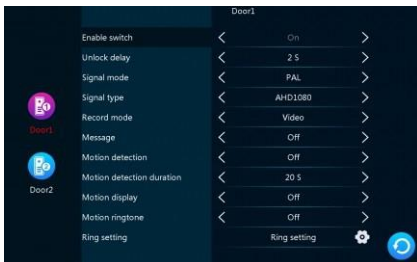 Door1
Enable switch On
Unlock delay 2 S
Signal mode PAL
Signal type AHD1080
Record mode Video
Message Off
Motion detection Off
Motion detection duration 20 S
Motion display Off
Motion ringtone Off
Ring setting Ring setting
Door1
Door2